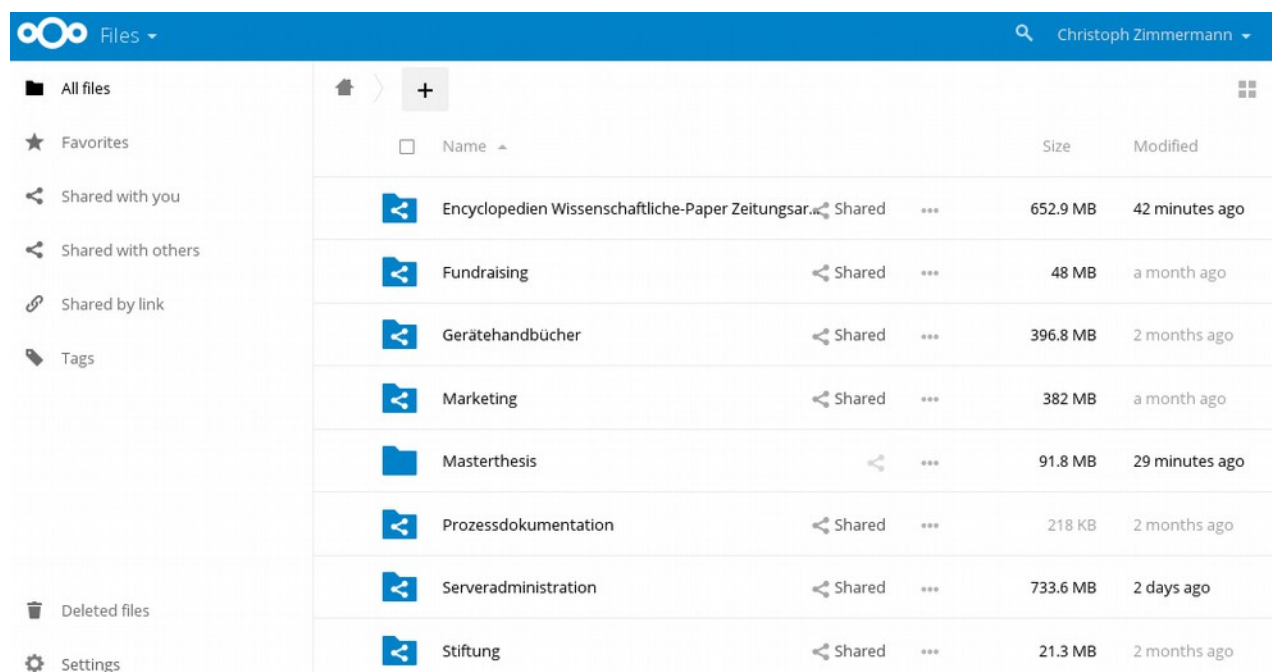 Files
Christoph Zimmermann
All files
Favorites
Shared with you
Shared with others
Shared by link
Tags
Deleted files
Settings
+
Name Size Modified
Encyclopedien Wissenschaftliche-Paper Zeitungsar... Shared ... 652.9 MB 42 minutes ago
Fundraising Shared ... 48 MB a month ago
Gerätehandbücher Shared ... 396.8 MB 2 months ago
Marketing Shared ... 382 MB a month ago
Masterthesis ... 91.8 MB 29 minutes ago
Prozessdokumentation Shared ... 218 KB 2 months ago
Serveradministration Shared ... 733.6 MB 2 days ago
Stiftung Shared ... 21.3 MB 2 months ago